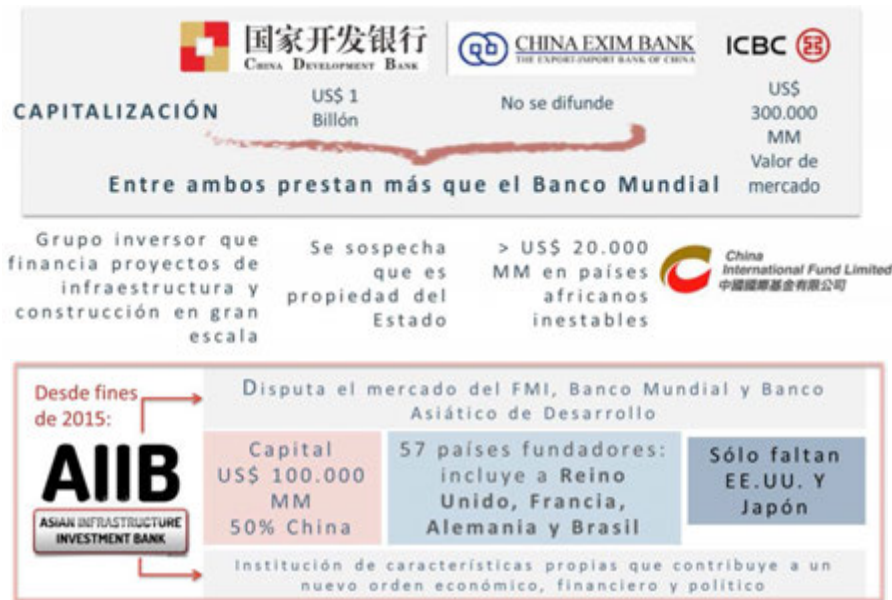 国家开发银行
CHINA DEVELOPMENT BANK
CHINA EXIM BANK
THE EXPORT-IMPORT BANK OF CHINA
ICBC
CAPITALIZACIÓN
US$ 1
Billón
No se difunde
US$
300.000
MM
Valor de
mercado
Entre ambos prestan más que el Banco Mundial
Grupo inversor que
financia proyectos de
infraestructura y
construcción en gran
escala
Se sospecha
que es
propiedad del
Estado
> US$ 20.000
MM en países
africanos
inestables
China
International Fund Limited
中國國際基金有限公司
Desde fines
de 2015:
AIIB
ASIAN INFRASTRUCTURE
INVESTMENT BANK
Disputa el mercado del FMI, Banco Mundial y Banco
Asiático de Desarrollo
Capital
US$ 100.000
MM
50% China
57 países fundadores:
incluye a Reino
Unido, Francia,
Alemania y Brasil
Sólo faltan
EE.UU. Y
Japón
Institución de características propias que contribuye a un
nuevo orden económico, financiero y político